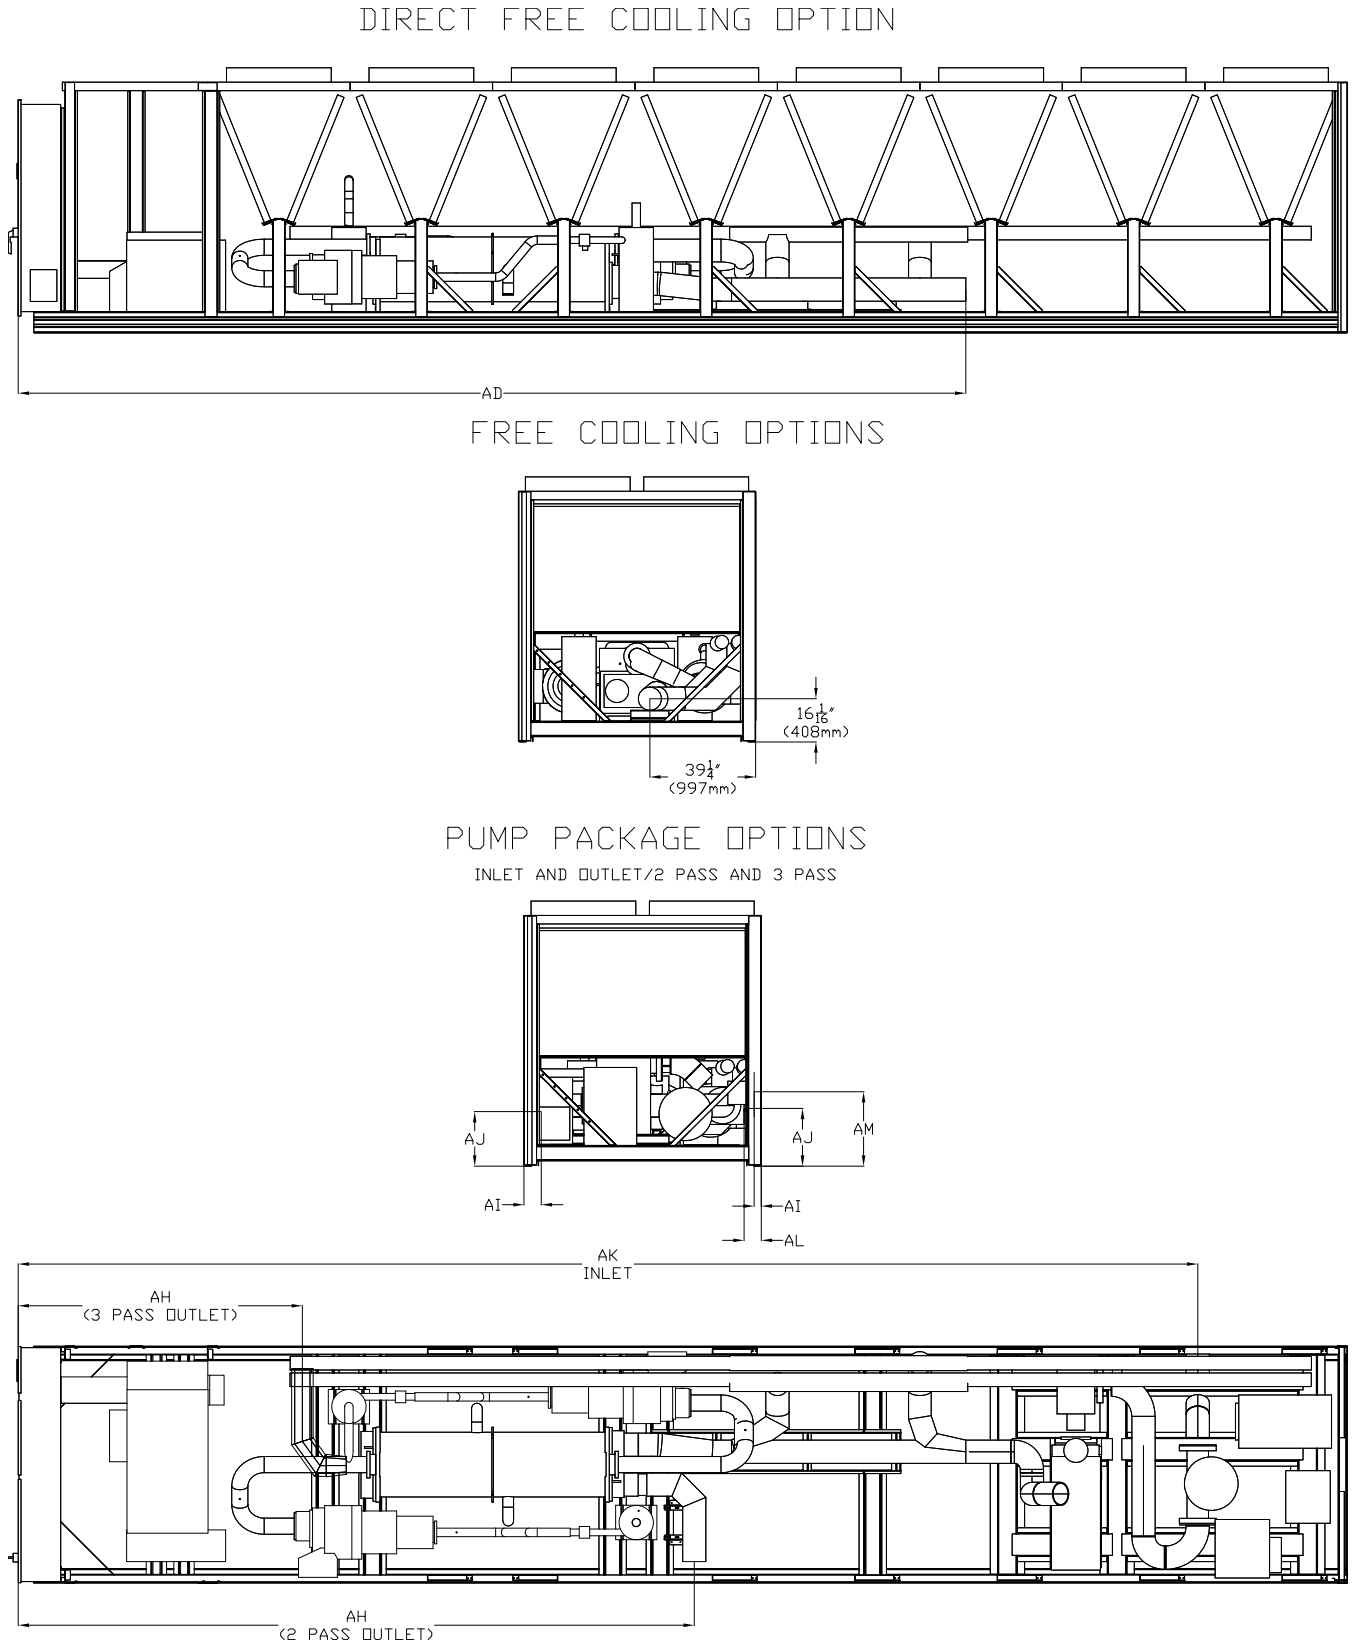 DIRECT FREE COOLING OPTION
AD
FREE COOLING OPTIONS
16 1/16"
(408mm)
39 1/4"
(997mm)
PUMP PACKAGE OPTIONS
INLET AND OUTLET/2 PASS AND 3 PASS
AJ
AJ
AM
AI
AI
AL
AK
INLET
AH
(3 PASS OUTLET)
AH
(2 PASS OUTLET)